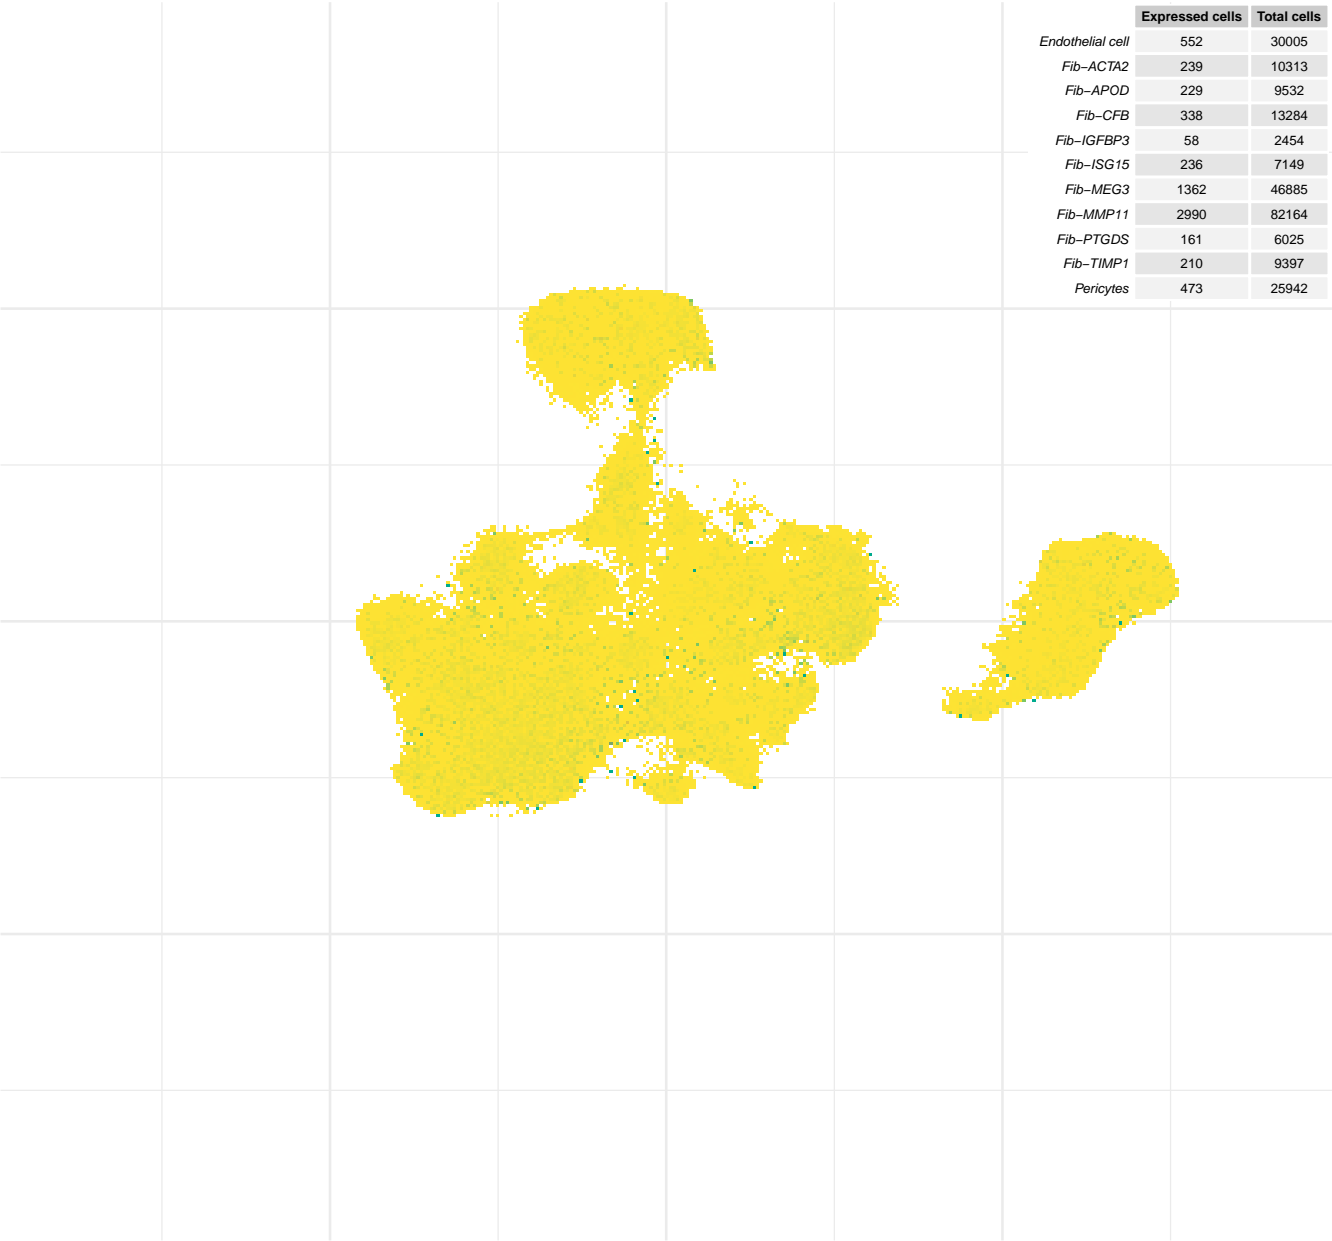 Expressed cells Total cells
Endothelial cell 552 30005
Fib−ACTA2 239 10313
Fib−APOD 229 9532
Fib−CFB 338 13284
Fib−IGFBP3 58 2454
Fib−ISG15 236 7149
Fib−MEG3 1362 46885
Fib−MMP11 2990 82164
Fib−PTGDS 161 6025
Fib−TIMP1 210 9397
Pericytes 473 25942